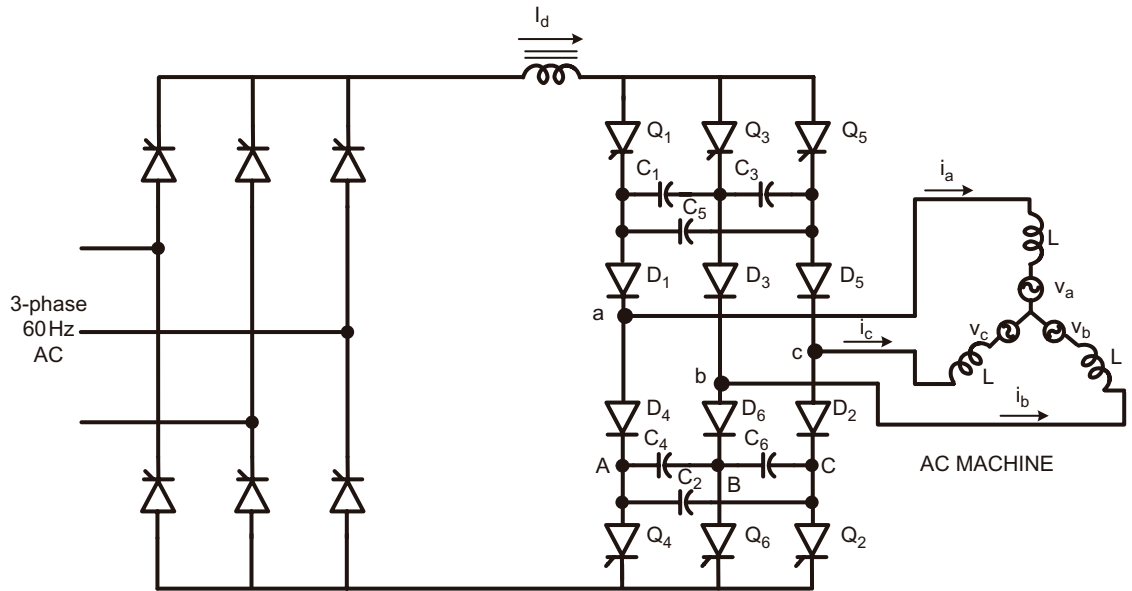 I_d
Q_1
Q_3
Q_5
C_1
C_3
C_5
i_a
L
D_1
D_3
D_5
v_a
3-phase
60 Hz
AC
a
v_c
v_b
i_c
c
L
L
b
i_b
D_4
D_6
D_2
C_4
C_6
A
C
AC MACHINE
C_2
B
Q_4
Q_6
Q_2